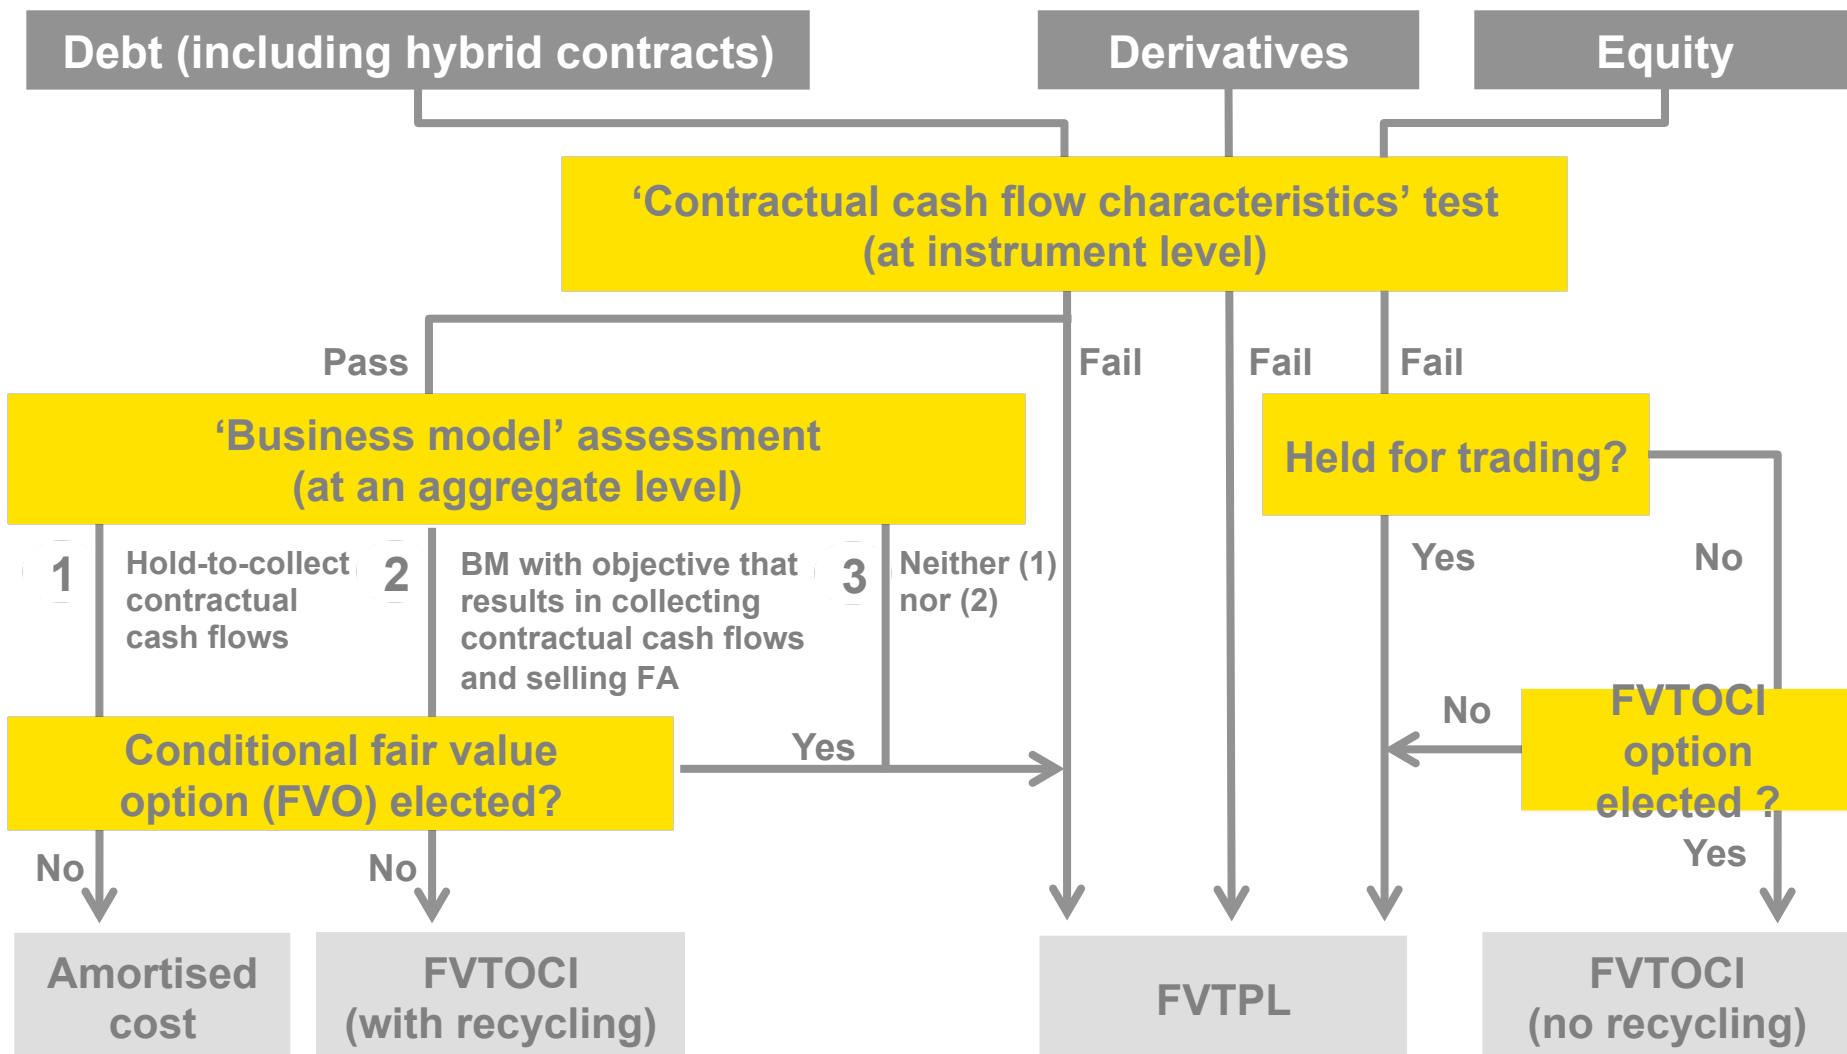 Debt (including hybrid contracts)
Derivatives
Equity
‘Contractual cash flow characteristics’ test
(at instrument level)
Pass
Fail
Fail
Fail
‘Business model’ assessment
(at an aggregate level)
Held for trading?
1
Hold-to-collect
contractual
cash flows
2
BM with objective that
results in collecting
contractual cash flows
and selling FA
3
Neither (1)
nor (2)
Yes
No
Conditional fair value
option (FVO) elected?
Yes
No
FVTOCI
option
elected ?
No
No
Yes
Amortised
cost
FVTOCI
(with recycling)
FVTPL
FVTOCI
(no recycling)